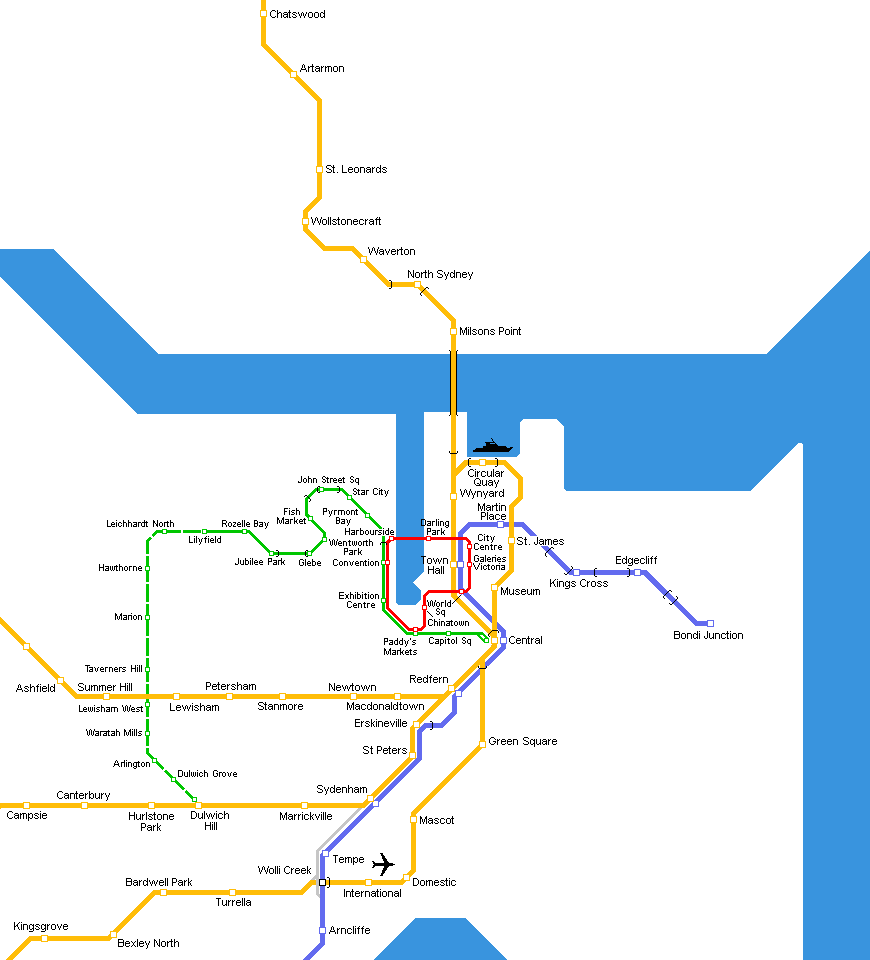 Chatswood
Artarmon
St. Leonards
Wollstonecraft
Waverton
North Sydney
Milsons Point
Circular
Quay
Wynyard
Martin
Place
St. James
Kings Cross
Edgecliff
Bondi Junction
John Street Sq
Star City
Fish
Market
Pyrmont
Bay
Harbourside
Darling
Park
City
Centre
Galeries
Victoria
Leichhardt North
Lilyfield
Rozelle Bay
Jubilee Park
Glebe
Wentworth
Park
Convention
Town
Hall
Hawthorne
Exhibition
Centre
World
Sq
Chinatown
Museum
Marion
Paddy's
Markets
Capitol Sq
Central
Taverners Hill
Redfern
Ashfield
Summer Hill
Lewisham West
Lewisham
Petersham
Stanmore
Newtown
Macdonaldtown
Erskineville
Waratah Mills
St Peters
Green Square
Arlington
Dulwich Grove
Sydenham
Campsie
Canterbury
Hurlstone
Park
Dulwich
Hill
Marrickville
Mascot
Tempe
Wolli Creek
International
Domestic
Bardwell Park
Turrella
Kingsgrove
Bexley North
Arncliffe